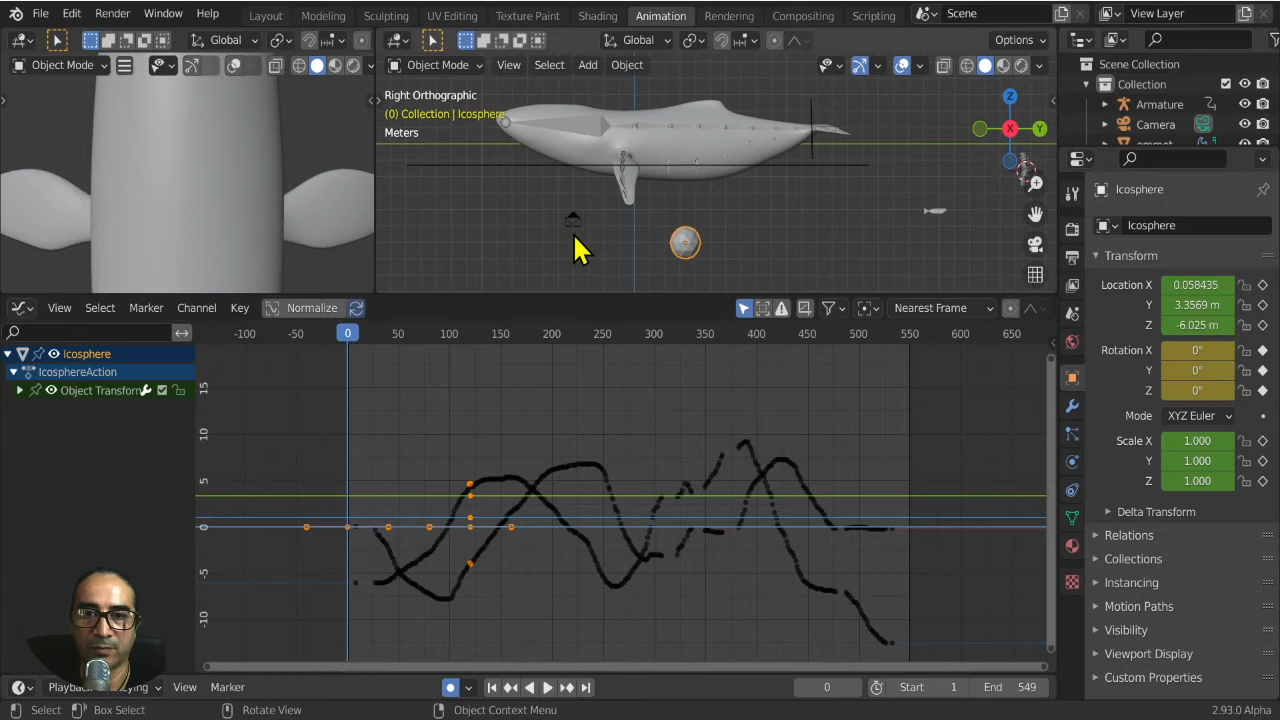 File Edit Render Window Help Layout Modeling Sculpting UV Editing Texture Paint Shading Animation Rendering Compositing Scripting Scene View Layer
Global Global Options
Object Mode Object Mode View Select Add Object
Scene Collection
Collection
Armature
Camera
Right Orthographic
(0) Collection | Icosphere
Meters
Z
X
Y
Icosphere
Icosphere
Transform
Location X 0.058435
Y 3.3569 m
Z -6.025 m
Rotation X 0°
Y 0°
Z 0°
Mode XYZ Euler
Scale X 1.000
Y 1.000
Z 1.000
Delta Transform
Relations
Collections
Instancing
Motion Paths
Visibility
Viewport Display
Custom Properties
View Select Marker Channel Key Normalize Nearest Frame
-100 -50 0 50 100 150 200 250 300 350 400 450 500 550 600 650
Icosphere
IcosphereAction
Object Transform
15
10
5
0
-5
-10
Playback Keying View Marker 0 Start 1 End 549
Select Box Select Rotate View Object Context Menu 2.93.0 Alpha